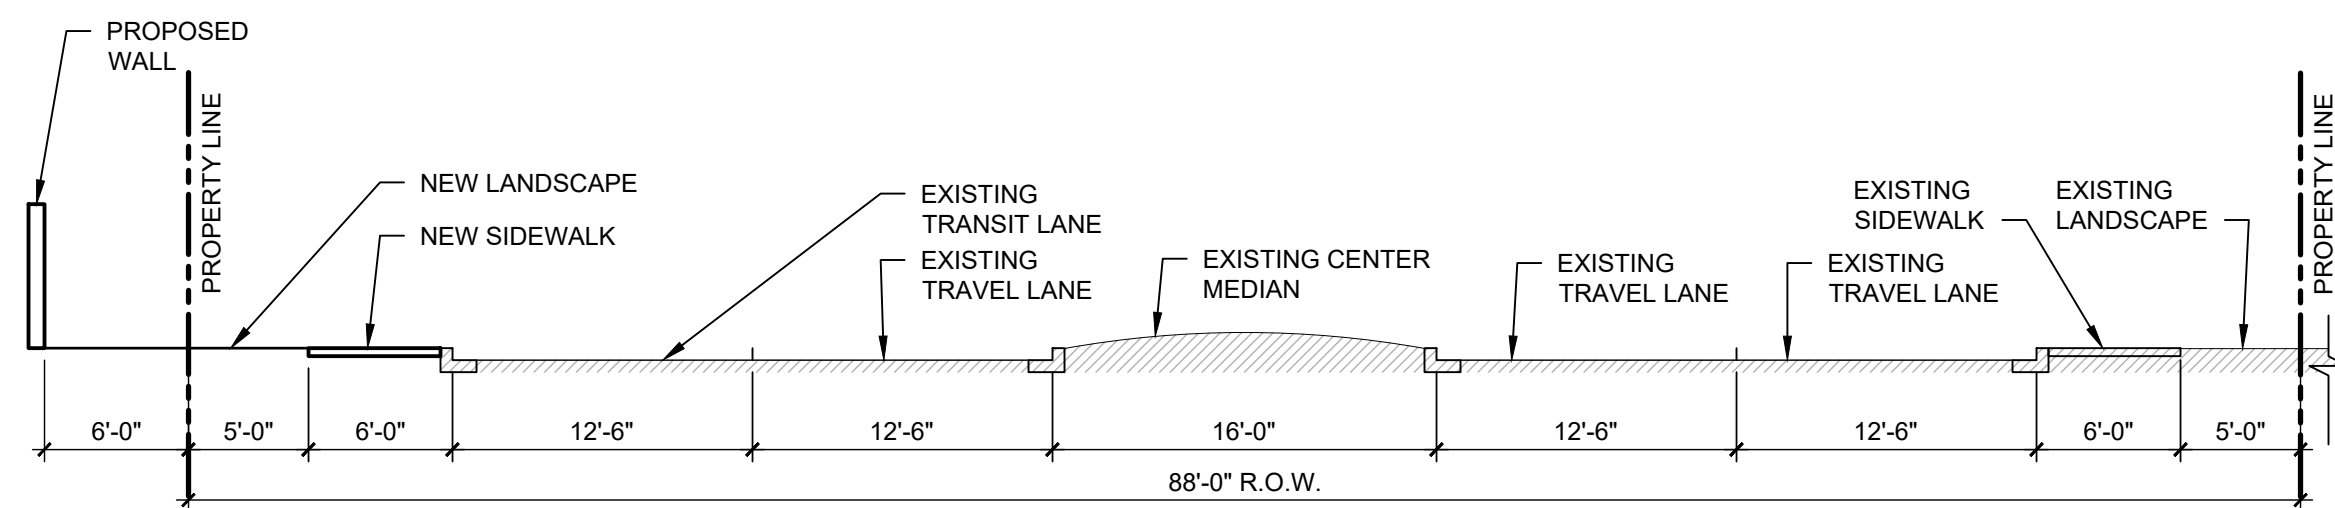 PROPOSED
WALL
PROPERTY LINE
NEW LANDSCAPE
NEW SIDEWALK
EXISTING
TRANSIT LANE
EXISTING
TRAVEL LANE
EXISTING CENTER
MEDIAN
EXISTING
TRAVEL LANE
EXISTING
TRAVEL LANE
EXISTING
SIDEWALK
EXISTING
LANDSCAPE
PROPERTY LINE
6'-0" 5'-0" 6'-0" 12'-6" 12'-6" 16'-0" 12'-6" 12'-6" 6'-0" 5'-0"
88'-0" R.O.W.